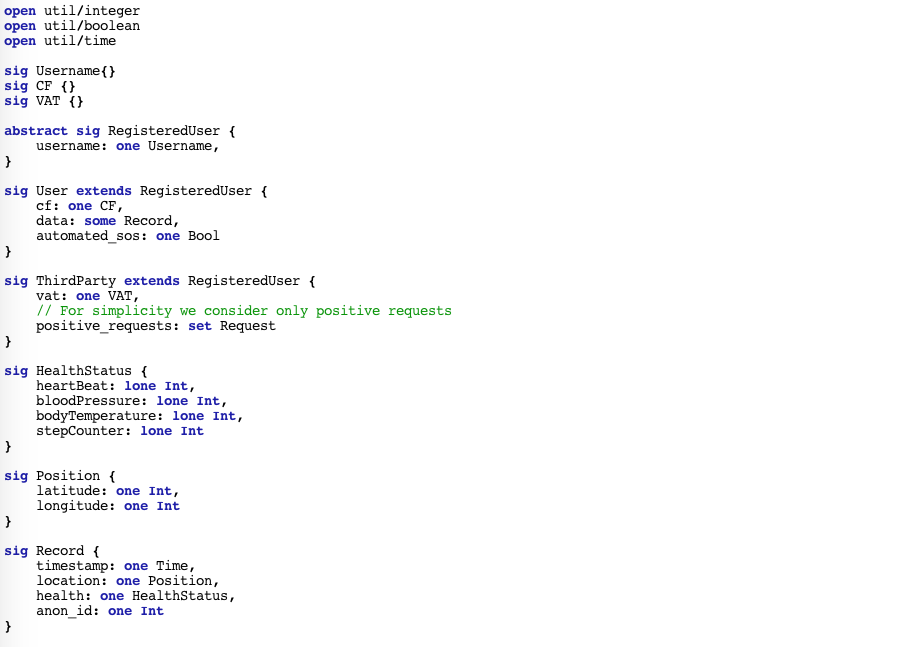 open util/integer
open util/boolean
open util/time
sig Username{}
sig CF {}
sig VAT {}
abstract sig RegisteredUser {
    username: one Username,
}
sig User extends RegisteredUser {
    cf: one CF,
    data: some Record,
    automated_sos: one Bool
}
sig ThirdParty extends RegisteredUser {
    vat: one VAT,
    // For simplicity we consider only positive requests
    positive_requests: set Request
}
sig HealthStatus {
    heartBeat: lone Int,
    bloodPressure: lone Int,
    bodyTemperature: lone Int,
    stepCounter: lone Int
}
sig Position {
    latitude: one Int,
    longitude: one Int
}
sig Record {
    timestamp: one Time,
    location: one Position,
    health: one HealthStatus,
    anon_id: one Int
}